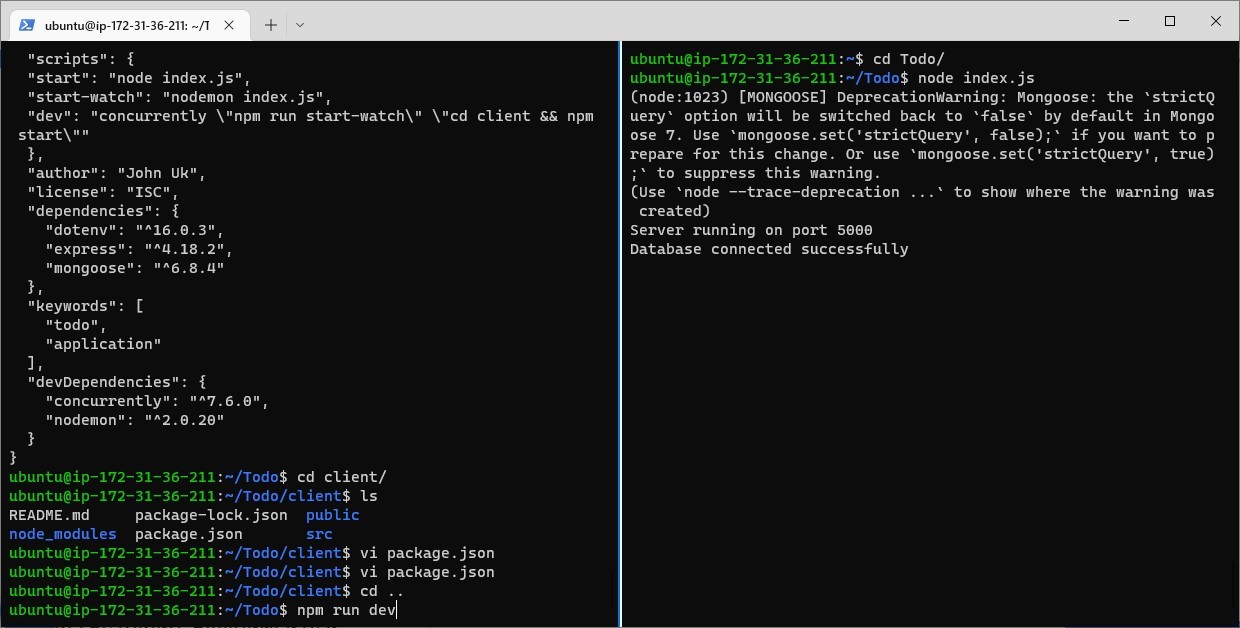 ubuntu@ip-172-31-36-211: ~/T
"scripts": {
"start": "node index.js",
"start-watch": "nodemon index.js",
"dev": "concurrently \"npm run start-watch\" \"cd client && npm
start\""
},
"author": "John Uk",
"license": "ISC",
"dependencies": {
"dotenv": "^16.0.3",
"express": "^4.18.2",
"mongoose": "^6.8.4"
},
"keywords": [
"todo",
"application"
],
"devDependencies": {
"concurrently": "^7.6.0",
"nodemon": "^2.0.20"
}
}
ubuntu@ip-172-31-36-211:~/Todo$ cd client/
ubuntu@ip-172-31-36-211:~/Todo/client$ ls
README.md package-lock.json public
node_modules package.json src
ubuntu@ip-172-31-36-211:~/Todo/client$ vi package.json
ubuntu@ip-172-31-36-211:~/Todo/client$ vi package.json
ubuntu@ip-172-31-36-211:~/Todo/client$ cd ..
ubuntu@ip-172-31-36-211:~/Todo$ npm run dev
ubuntu@ip-172-31-36-211:~$ cd Todo/
ubuntu@ip-172-31-36-211:~/Todo$ node index.js
(node:1023) [MONGOOSE] DeprecationWarning: Mongoose: the `strictQ
uery` option will be switched back to `false` by default in Mongo
ose 7. Use `mongoose.set('strictQuery', false);` if you want to p
repare for this change. Or use `mongoose.set('strictQuery', true)
;` to suppress this warning.
(Use `node --trace-deprecation ...` to show where the warning was
created)
Server running on port 5000
Database connected successfully